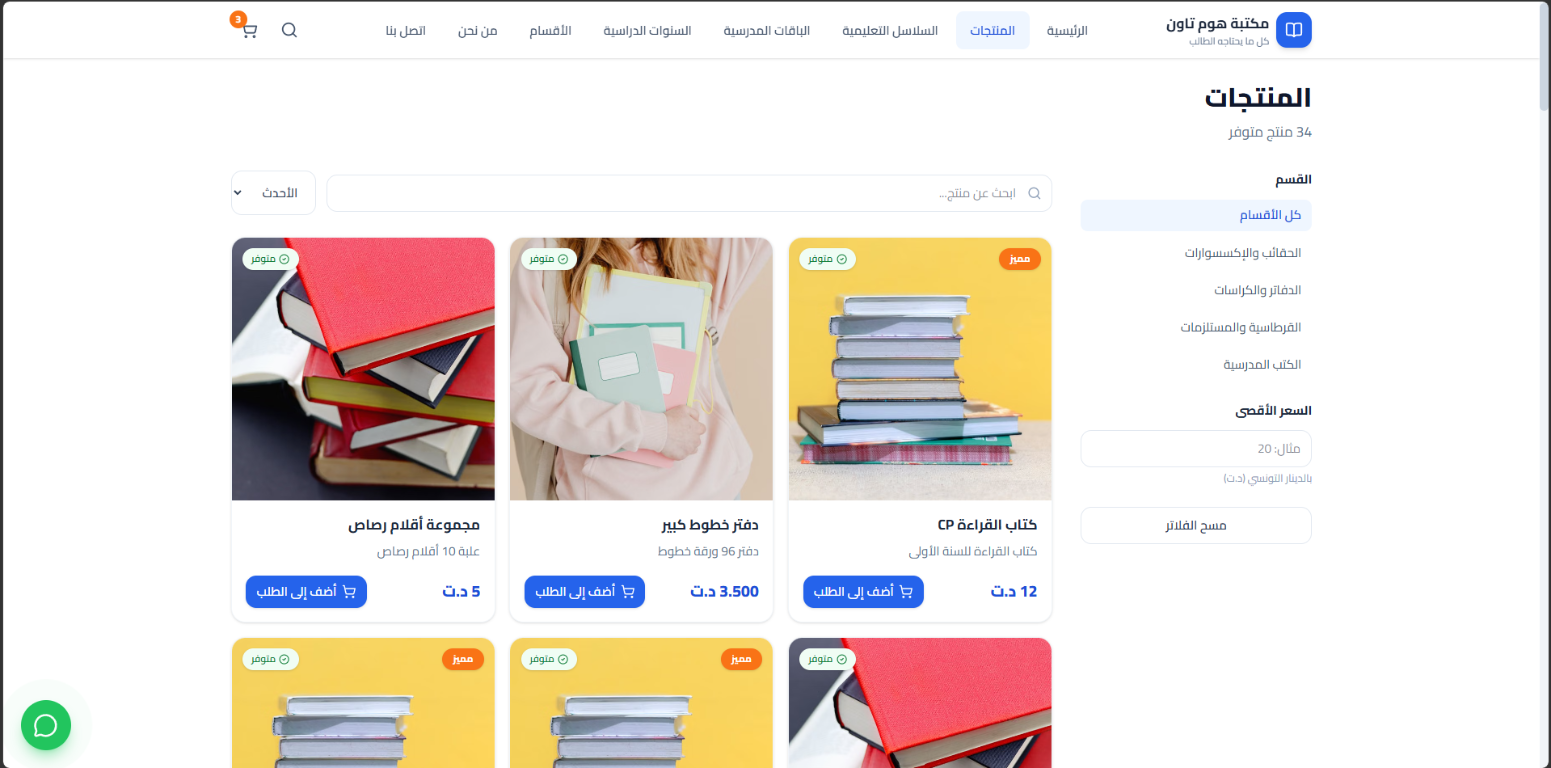 مكتبة هوم تاون
كل ما يحتاجه الطالب
الرئيسية
المنتجات
السلاسل التعليمية
الباقات المدرسية
السنوات الدراسية
الأقسام
من نحن
اتصل بنا
3
المنتجات
34 منتج متوفر
القسم
كل الأقسام
الحقائب والإكسسوارات
الدفاتر والكراسات
القرطاسية والمستلزمات
الكتب المدرسية
السعر الأقصى
مثال: 20
بالدينار التونسي (د.ت)
مسح الفلاتر
ابحث عن منتج...
الأحدث
مميز
متوفر
كتاب القراءة CP
كتاب القراءة للسنة الأولى
12 د.ت
أضف إلى الطلب
متوفر
دفتر خطوط كبير
دفتر 96 ورقة خطوط
3.500 د.ت
أضف إلى الطلب
متوفر
مجموعة أقلام رصاص
علبة 10 أقلام رصاص
5 د.ت
أضف إلى الطلب
متوفر
مميز
متوفر
مميز
متوفر